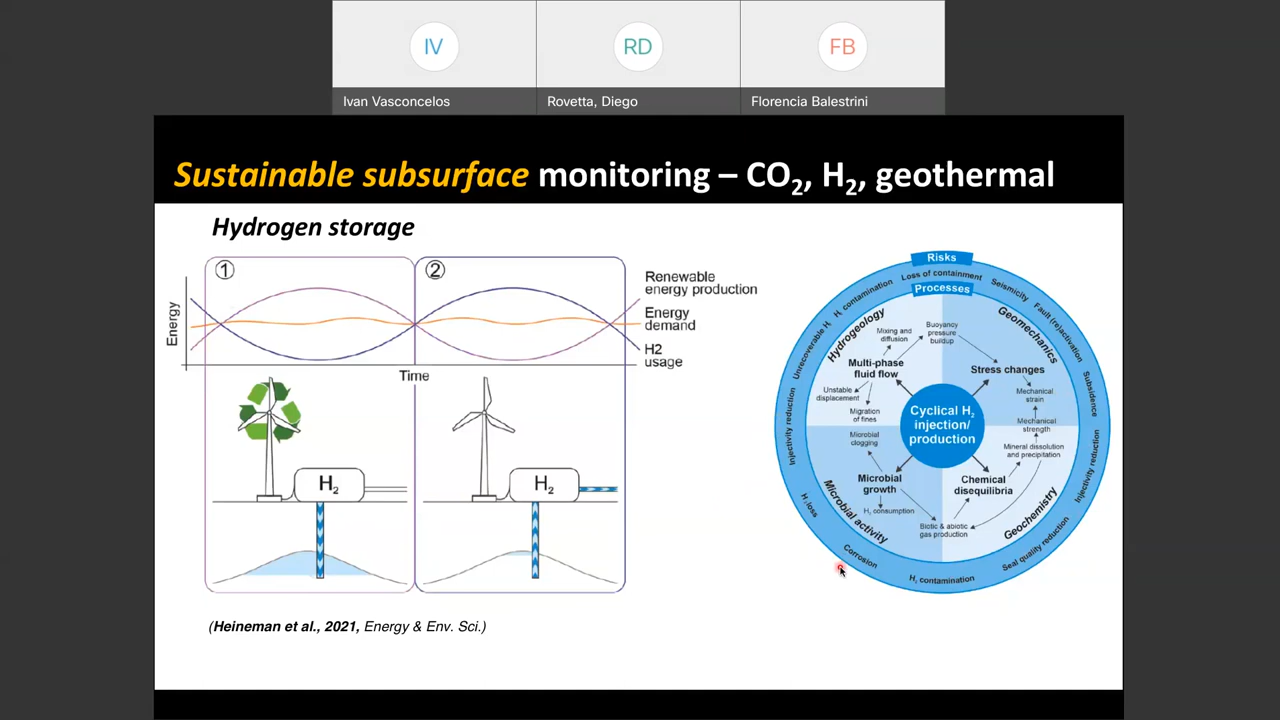 IV
RD
FB
Ivan Vasconcelos
Rovetta, Diego
Florencia Balestrini
Sustainable subsurface monitoring – CO2, H2, geothermal
Hydrogen storage
1
2
Energy
Renewable
energy production
Energy
demand
H2
usage
Time
H2
H2
(Heineman et al., 2021, Energy & Env. Sci.)
Risks
Loss of containment
Seismicity
Fault (re)activation
Subsidence
Injectivity reduction
Seal quality reduction
H2 contamination
Corrosion
H2 loss
Injectivity reduction
Unrecoverable H2
H2 contamination
Processes
Hydrogeology
Mixing and
diffusion
Buoyancy
pressure
buildup
Multi-phase
fluid flow
Unstable
displacement
Migration
of fines
Geomechanics
Stress changes
Mechanical
strain
Mechanical
strength
Cyclical H2
injection/
production
Microbial
clogging
Microbial
growth
H2 consumption
Microbial activity
Biotic & abiotic
gas production
Mineral dissolution
and precipitation
Chemical
disequilibria
Geochemistry